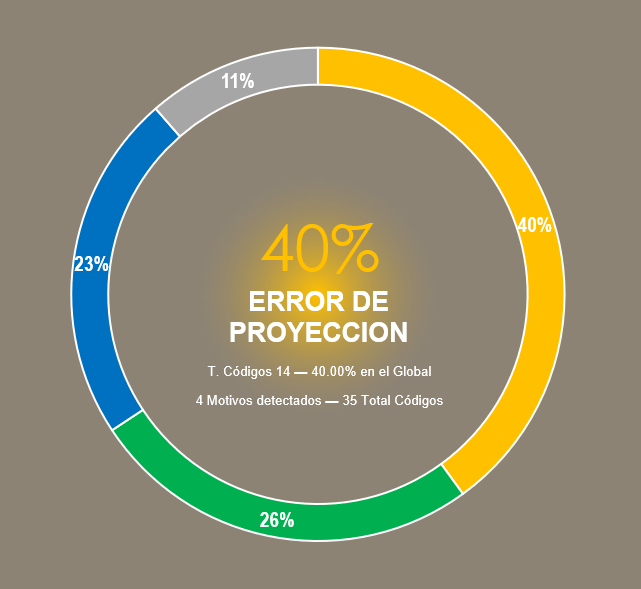 11%
40%
23%
40%
ERROR DE
PROYECCION
T. Códigos 14 — 40.00% en el Global
4 Motivos detectados — 35 Total Códigos
26%